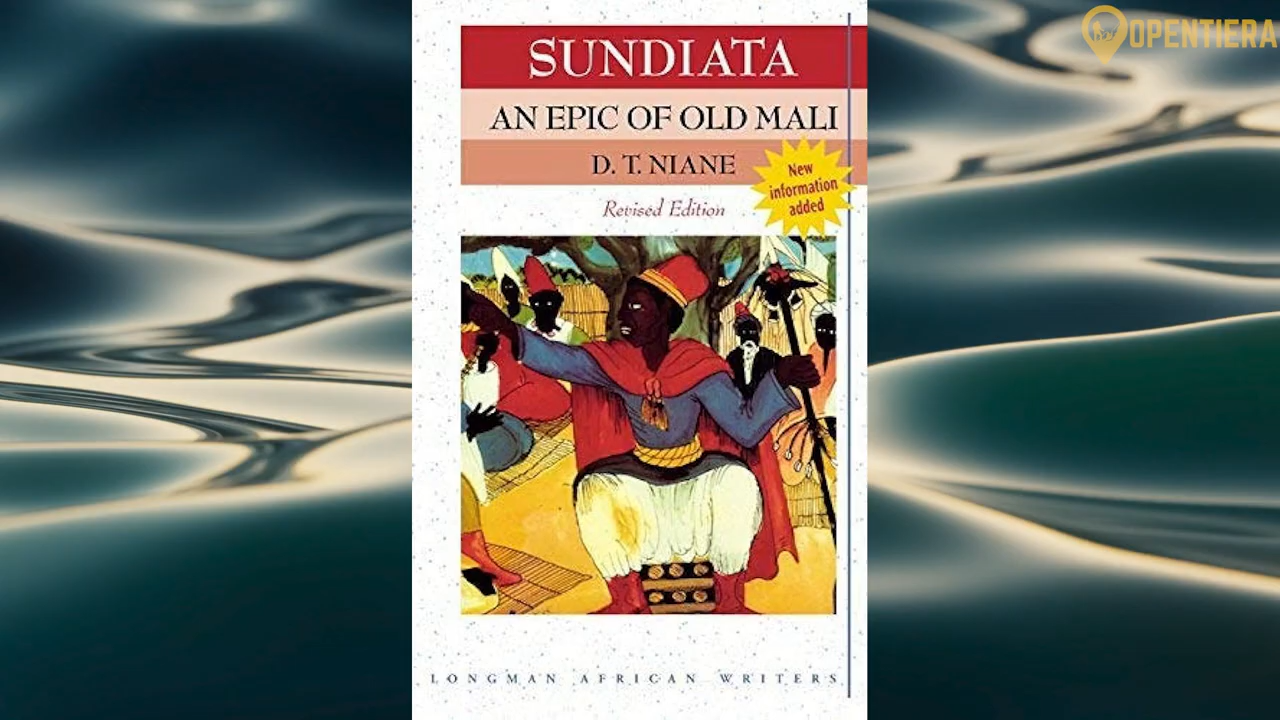 OPENTIERA
SUNDIATA
AN EPIC OF OLD MALI
D. T. NIANE
New
information
added
Revised Edition
LONGMAN AFRICAN WRITERS